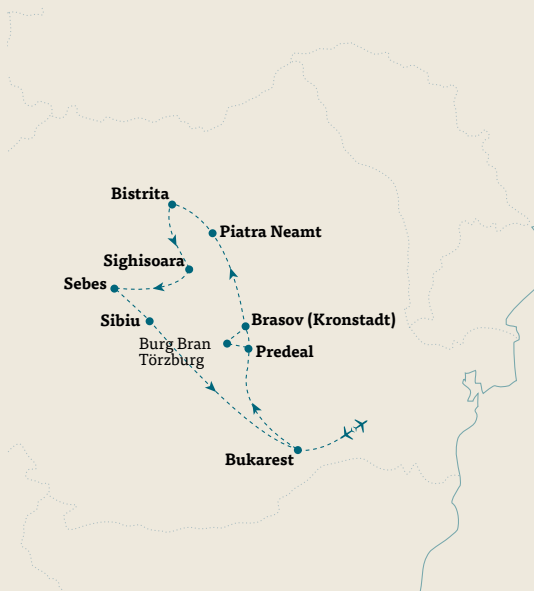 Bistrita
Piatra Neamt
Sighisoara
Sebes
Sibiu
Brasov (Kronstadt)
Burg Bran
Törzburg
Predeal
Bukarest